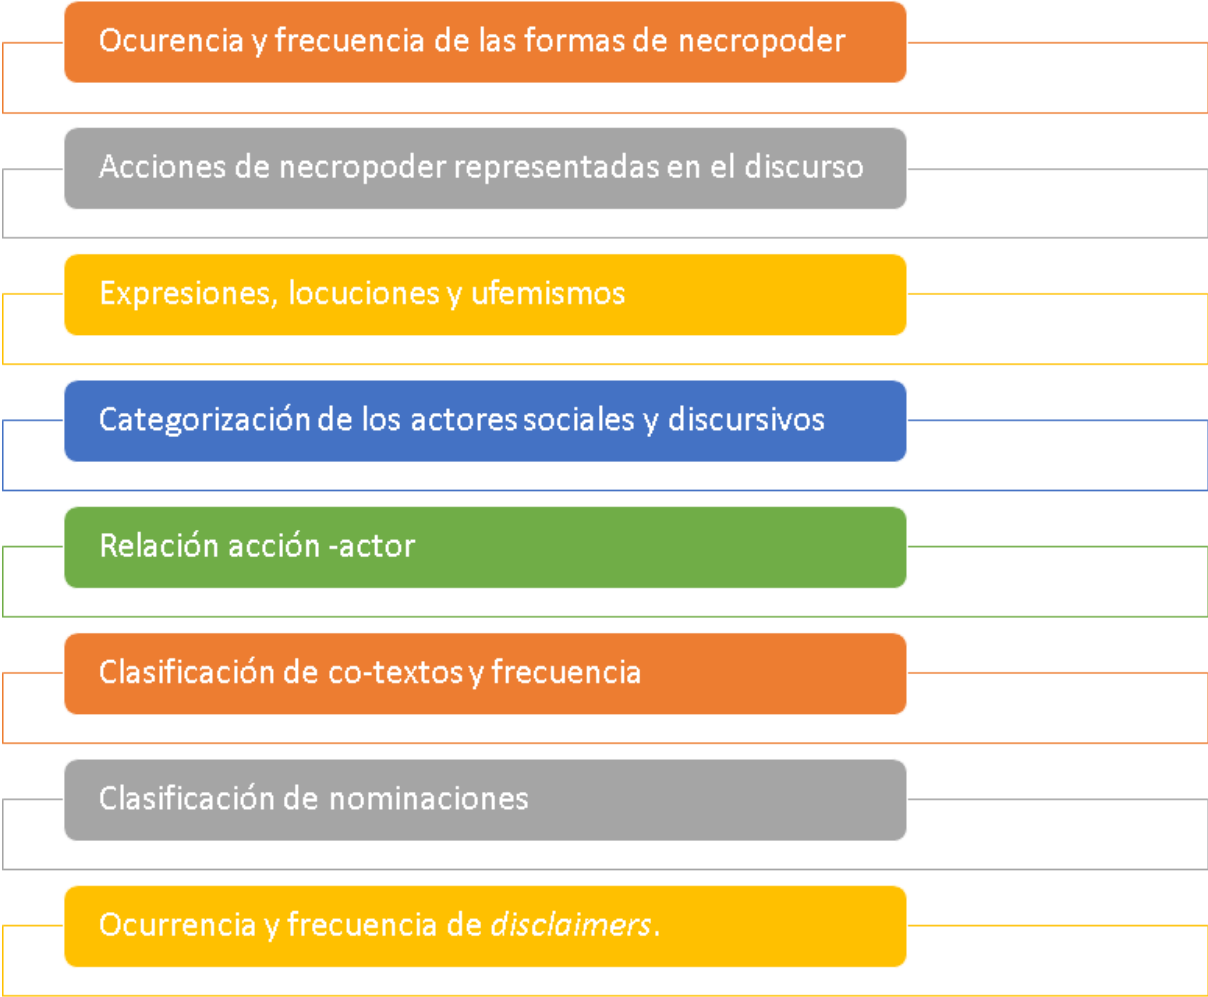 Ocurencia y frecuencia de las formas de necropoder
Acciones de necropoder representadas en el discurso
Expresiones, locuciones y ufemismos
Categorización de los actores sociales y discursivos
Relación acción -actor
Clasificación de co-textos y frecuencia
Clasificación de nominaciones
Ocurrencia y frecuencia de disclaimers.